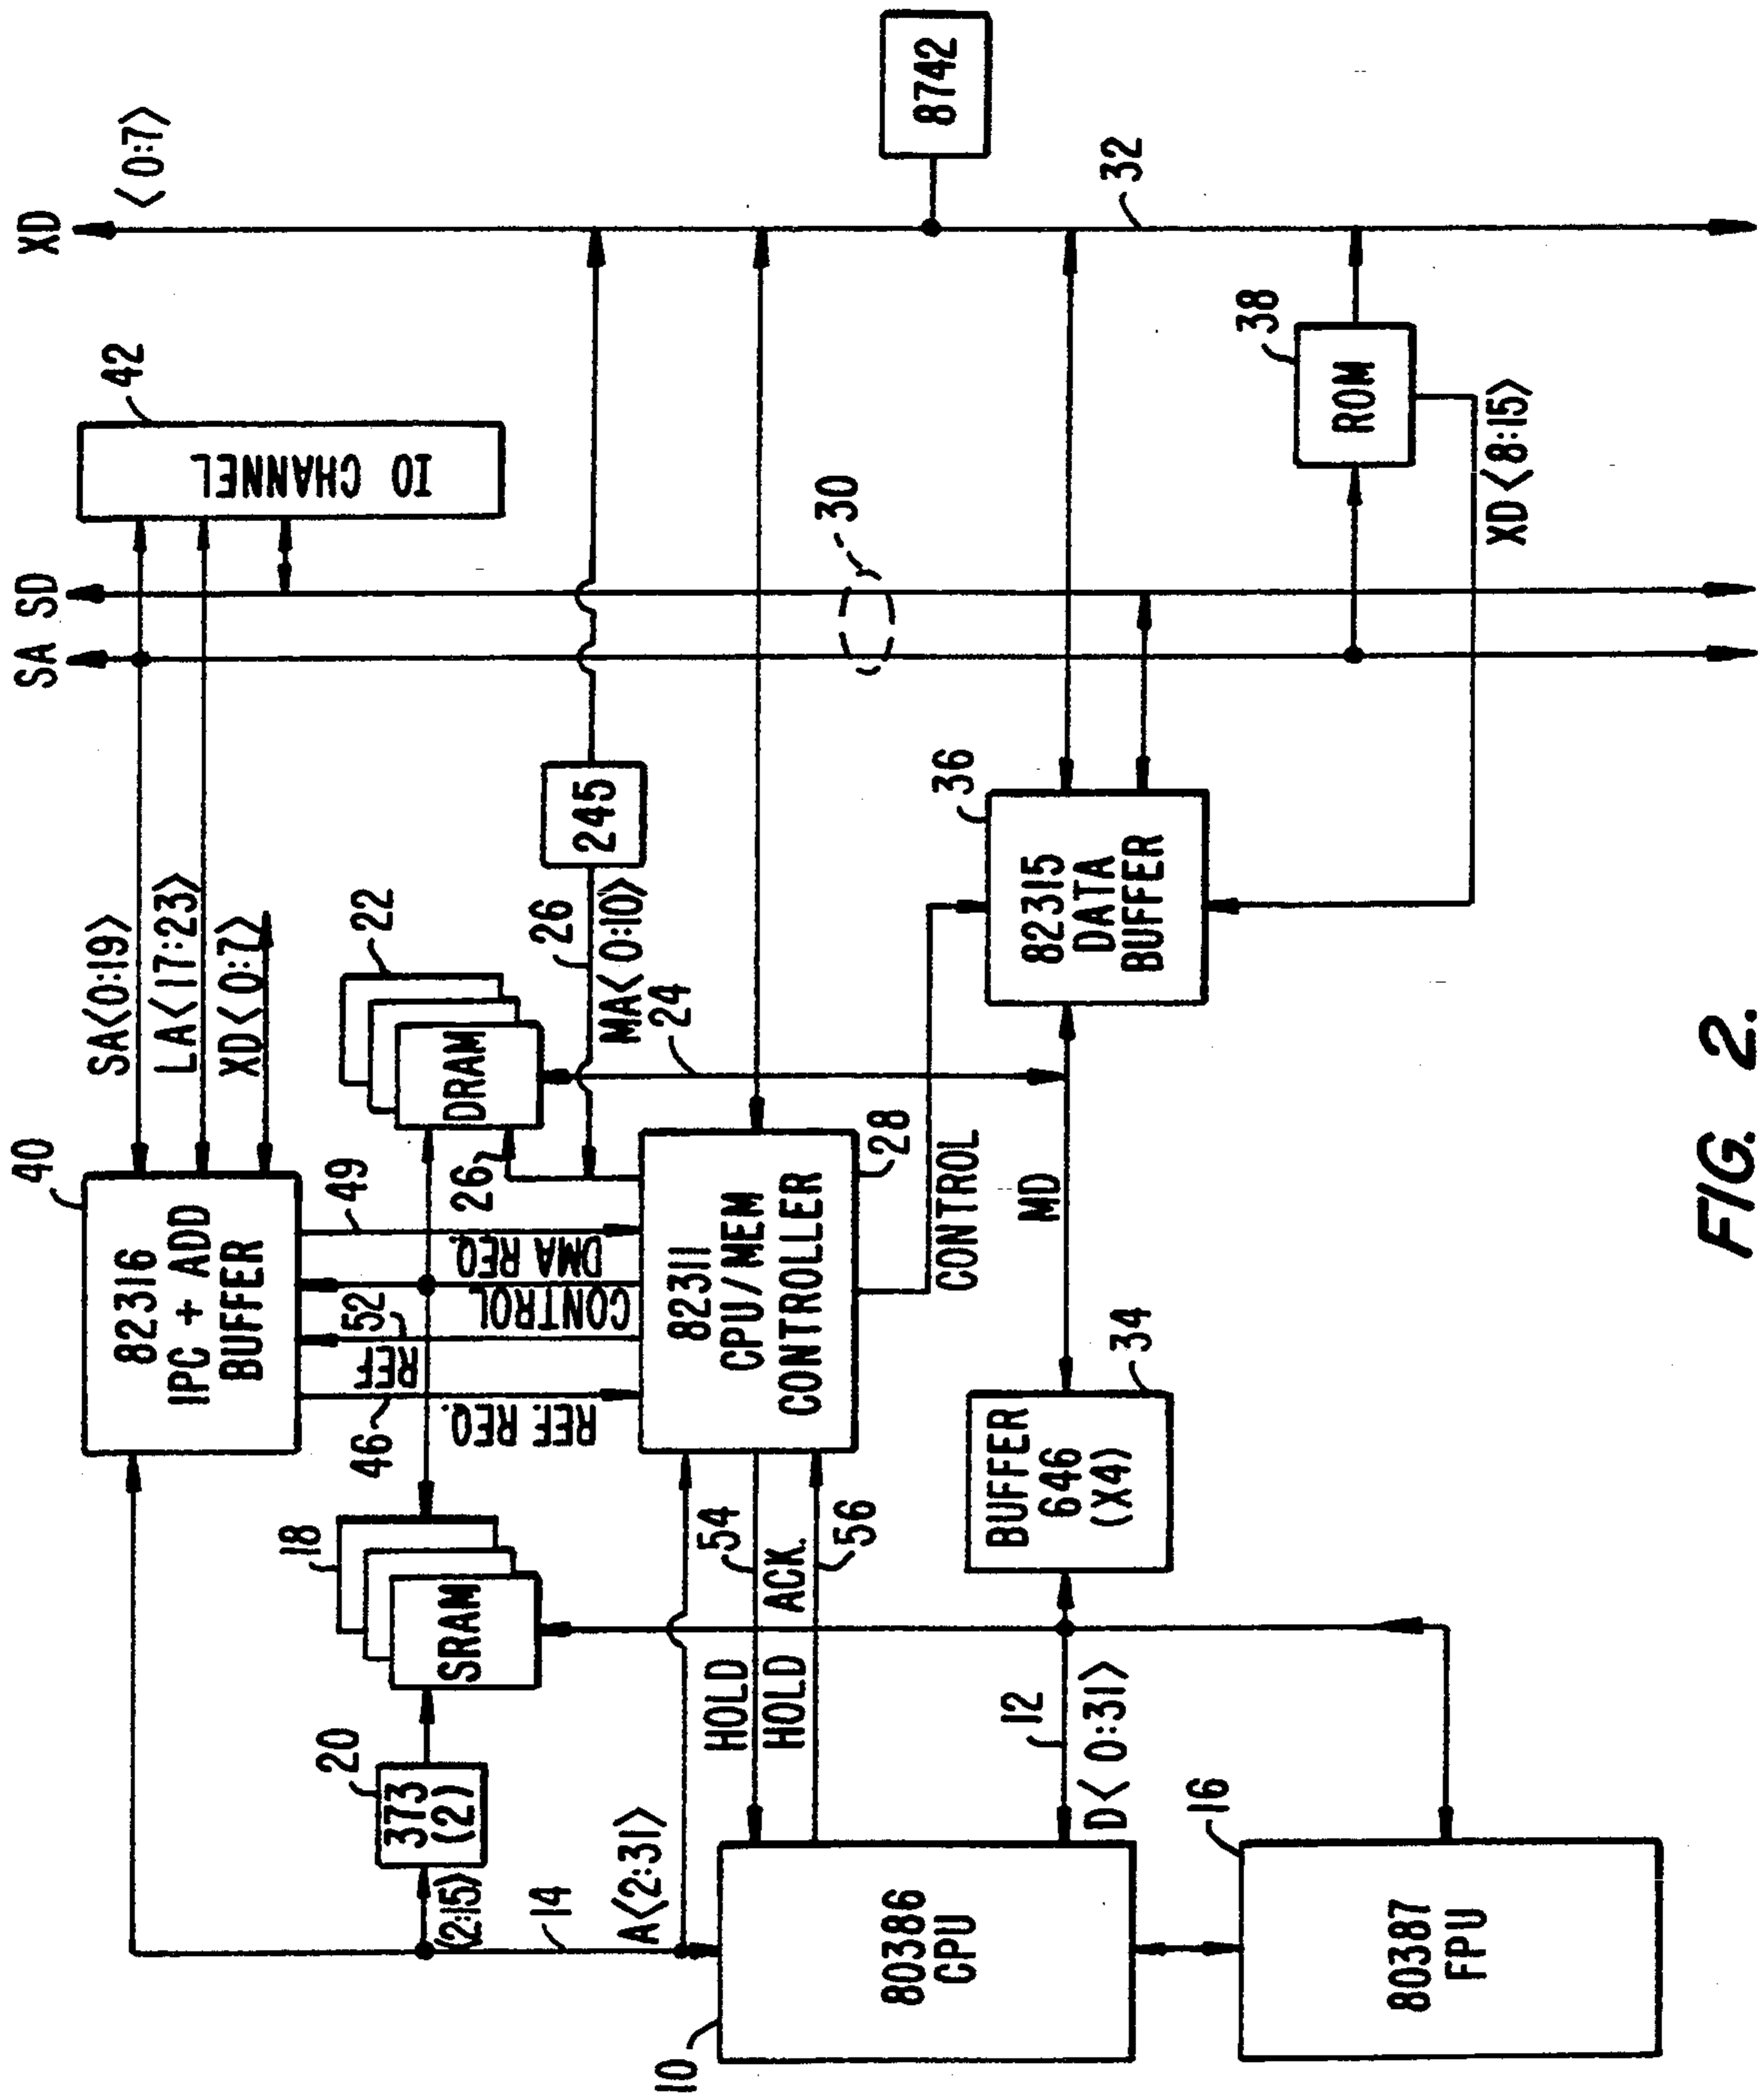 XD
<0:7>
SA
SD
42
IO CHANNEL
40
82316
IPC + ADD
BUFFER
SA<0:19>
LA<17:23>
XD<0:7>
18
SRAM
20
373
(2)
<2:15>
14
A<2:31>
22
DRAM
26
26
MA<0:10>
24
245
49
DMA REQ.
CONTROL
52
REF
46
REF. REQ.
82311
CPU/MEM
CONTROLLER
28
CONTROL
30
8742
32
54
HOLD
HOLD ACK.
56
10
80386
CPU
12
D<0:31>
BUFFER
646
(X4)
34
MD
82315
DATA
BUFFER
36
ROM
38
XD<8:15>
16
80387
FPU
FIG. 2.